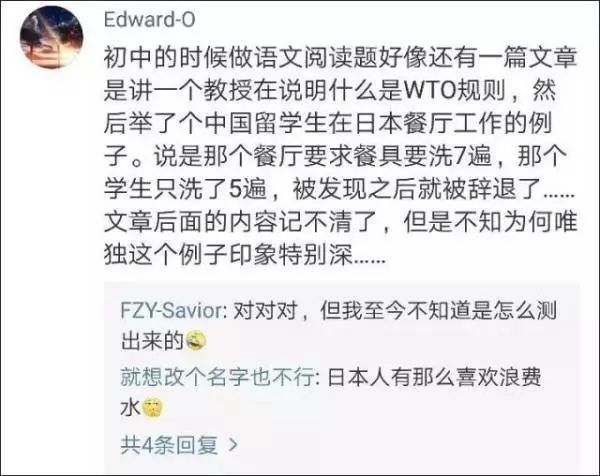 Edward-O
初中的时候做语文阅读题好像还有一篇文章
是讲一个教授在说明什么是WTO规则，然
后举了个中国留学生在日本餐厅工作的例
子。说是那个餐厅要求餐具要洗7遍，那个
学生只洗了5遍，被发现之后就被辞退了……
文章后面的内容记不清了，但是不知为何唯
独这个例子印象特别深……
FZY-Savior: 对对对，但我至今不知道是怎么测
出来的
就想改个名字也不行: 日本人有那么喜欢浪费
水
共4条回复 >